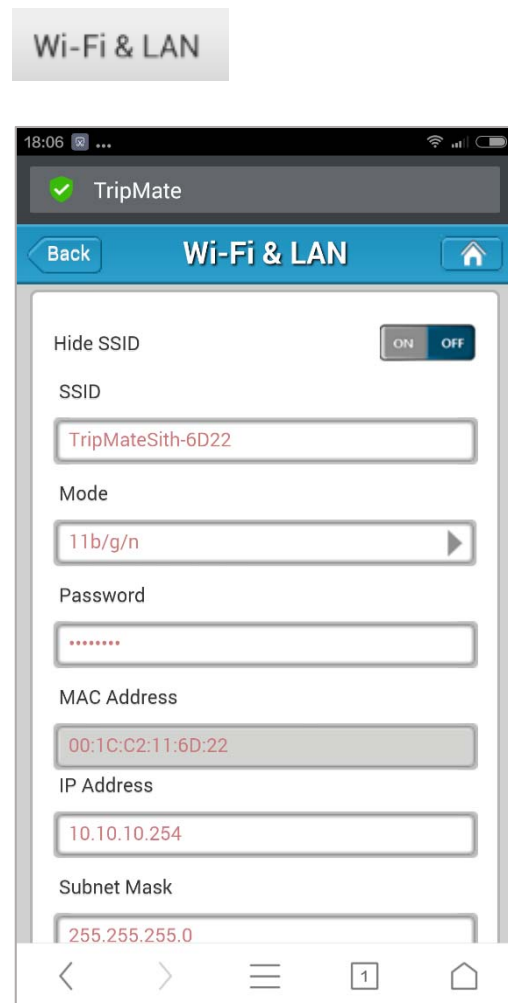 Wi-Fi & LAN
18:06 ...
TripMate
Back Wi-Fi & LAN
Hide SSID ON OFF
SSID
TripMateSith-6D22
Mode
11b/g/n
Password
••••••••
MAC Address
00:1C:C2:11:6D:22
IP Address
10.10.10.254
Subnet Mask
255.255.255.0
1